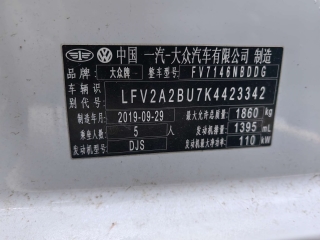 中国 一汽-大众汽车有限公司 制造
品牌 大众牌 整车型号 FV7146NBDDG
车辆识别代号 LFV2A2BU7K4423342
制造年月 2019-09-29 最大允许总质量 1860 kg
乘坐人数 5 发动机排量 1395 mL
发动机型号 DJS 发动机最大净功率 110 kW